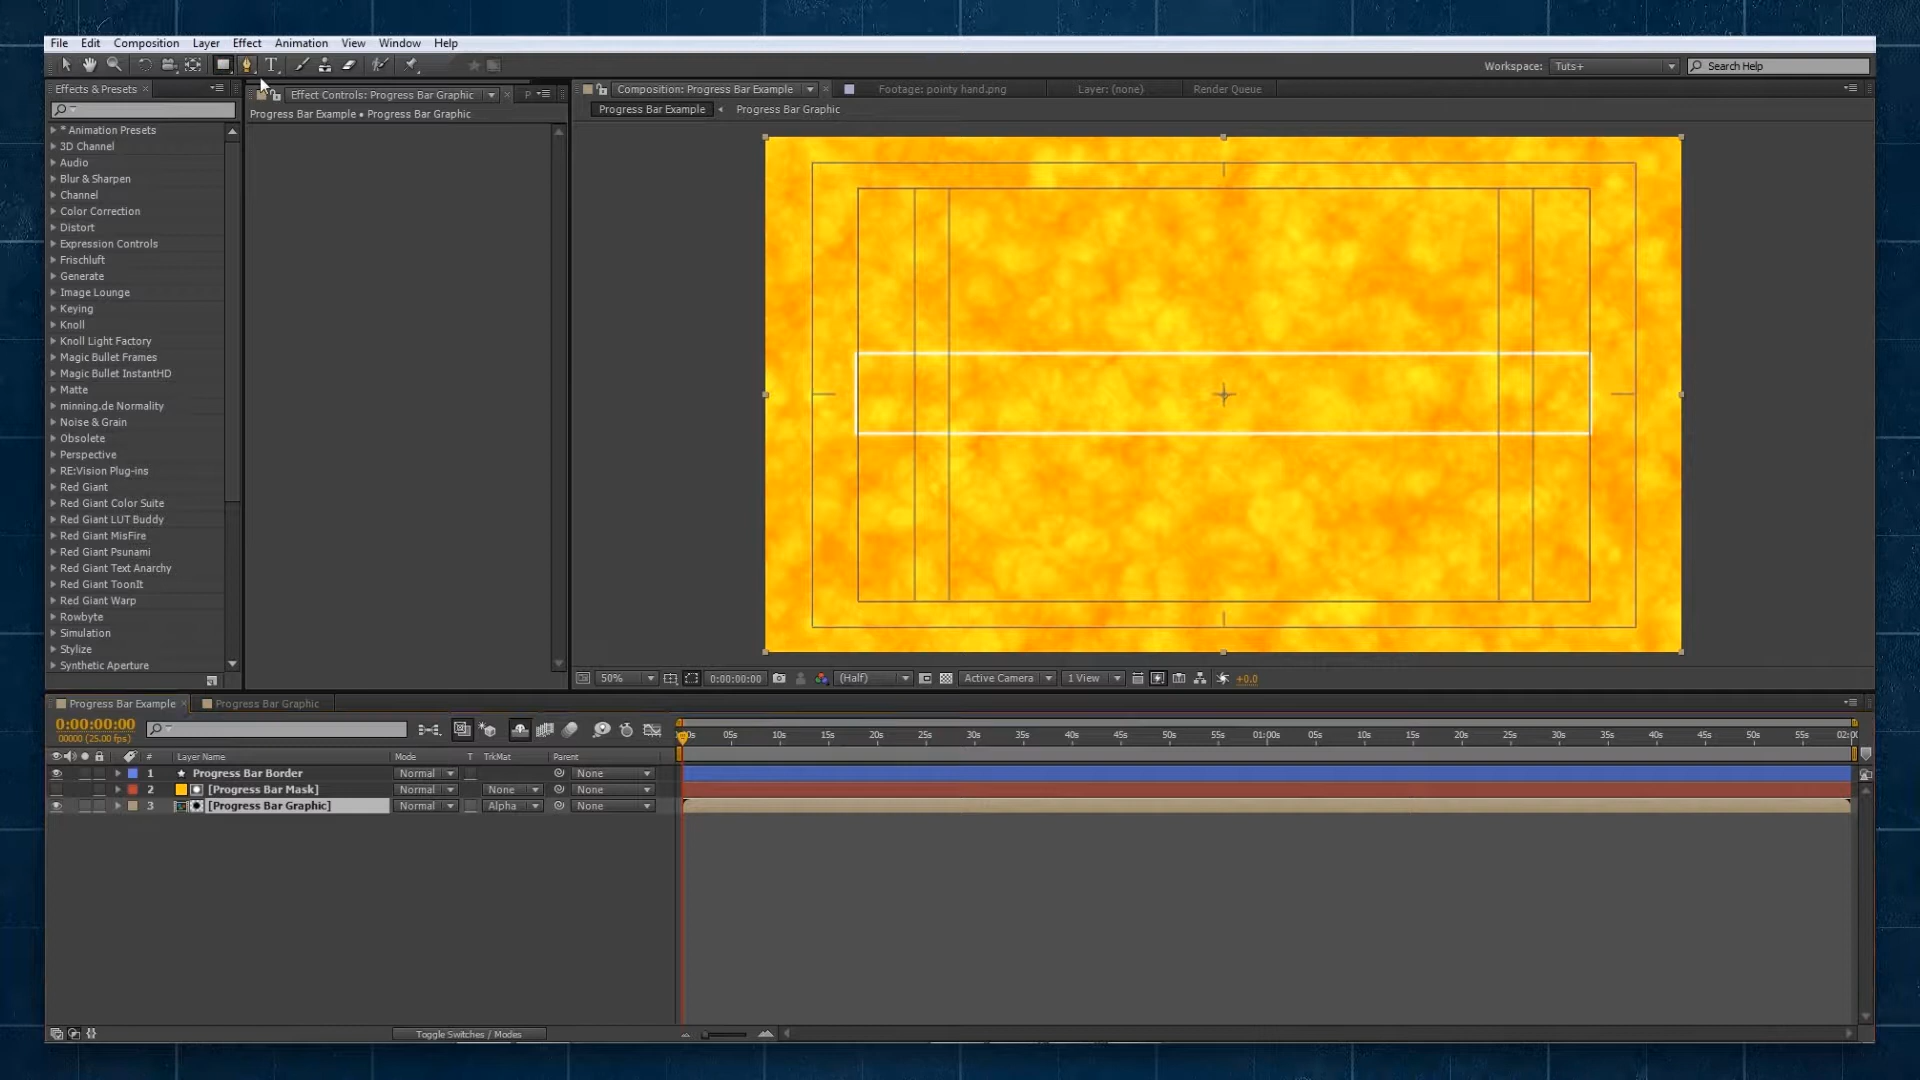 File Edit Composition Layer Effect Animation View Window Help
Workspace: Tuts+ Search Help
Effects & Presets
Effect Controls: Progress Bar Graphic P
Composition: Progress Bar Example Footage: pointy hand.png Layer: (none) Render Queue
Progress Bar Example • Progress Bar Graphic
Progress Bar Example Progress Bar Graphic
* Animation Presets
3D Channel
Audio
Blur & Sharpen
Channel
Color Correction
Distort
Expression Controls
Frischluft
Generate
Image Lounge
Keying
Knoll
Knoll Light Factory
Magic Bullet Frames
Magic Bullet InstantHD
Matte
minning.de Normality
Noise & Grain
Obsolete
Perspective
RE:Vision Plug-ins
Red Giant
Red Giant Color Suite
Red Giant LUT Buddy
Red Giant MisFire
Red Giant Psunami
Red Giant Text Anarchy
Red Giant ToonIt
Red Giant Warp
Rowbyte
Simulation
Stylize
Synthetic Aperture
50% 0:00:00:00 (Half) Active Camera 1 View +0.0
Progress Bar Example Progress Bar Graphic
0:00:00:00
00000 (25.00 fps)
05s 10s 15s 20s 25s 30s 35s 40s 45s 50s 55s 01:00s 05s 10s 15s 20s 25s 30s 35s 40s 45s 50s 55s 02:00
# Layer Name Mode T TrkMat Parent
1 Progress Bar Border Normal None
2 [Progress Bar Mask] Normal None None
3 [Progress Bar Graphic] Normal Alpha None
Toggle Switches / Modes